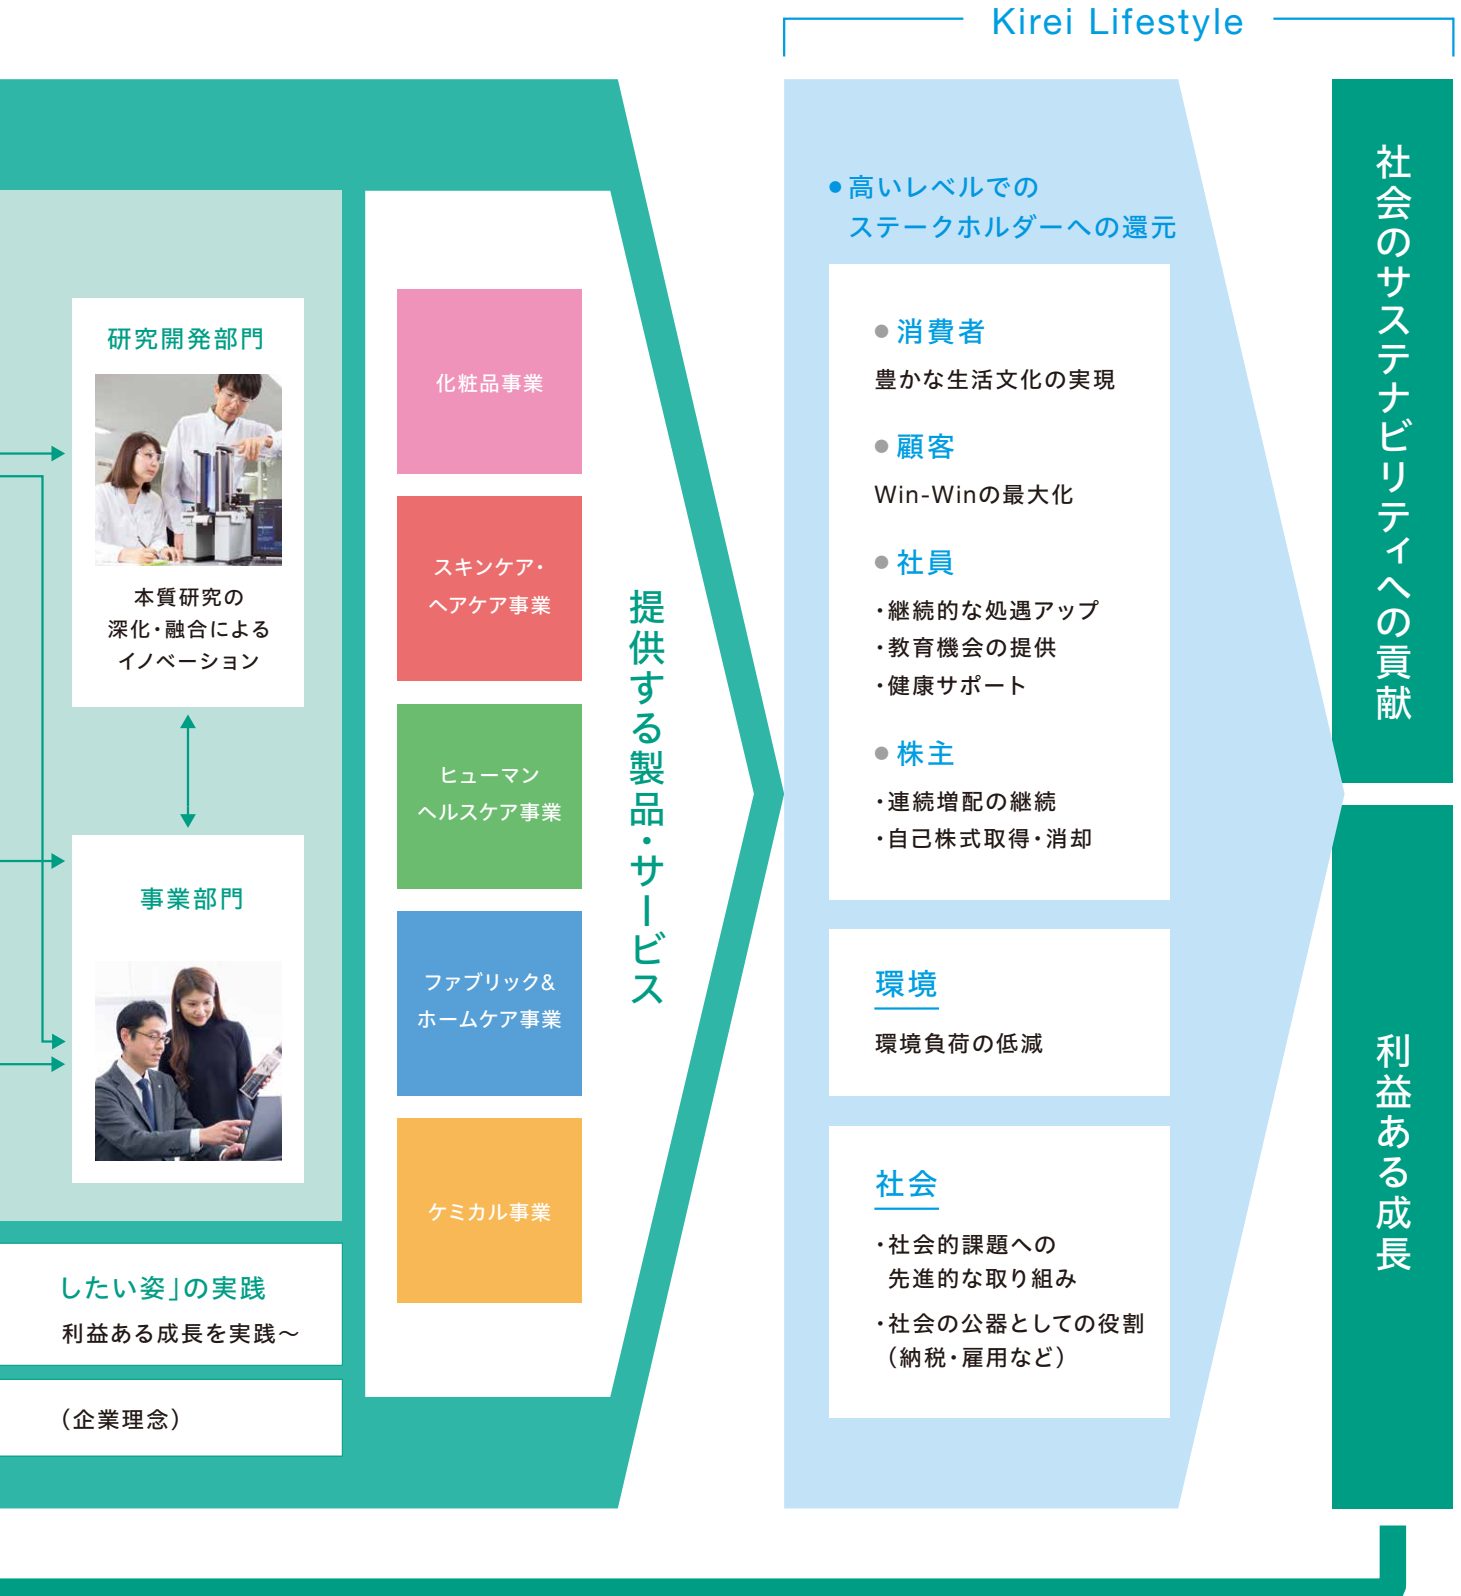 Kirei Lifestyle
研究開発部門
本質研究の
深化・融合による
イノベーション
事業部門
したい姿」の実践
利益ある成長を実践～
（企業理念）
化粧品事業
スキンケア・
ヘアケア事業
ヒューマン
ヘルスケア事業
ファブリック&
ホームケア事業
ケミカル事業
提供する製品・サービス
●高いレベルでの
ステークホルダーへの還元
●消費者
豊かな生活文化の実現
●顧客
Win-Winの最大化
●社員
・継続的な処遇アップ
・教育機会の提供
・健康サポート
●株主
・連続増配の継続
・自己株式取得・消却
環境
環境負荷の低減
社会
・社会的課題への
先進的な取り組み
・社会の公器としての役割
（納税・雇用など）
社会のサステナビリティへの貢献
利益ある成長